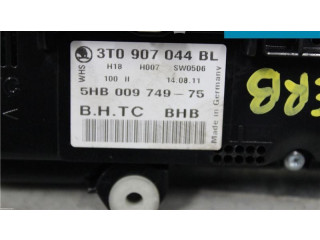 WHS
3T0 907 044 BL
H18 H007 SW0506
100 II 14.08.11
5HB 009 749-75
B.H.TC BHB
Made in Germany
ERB